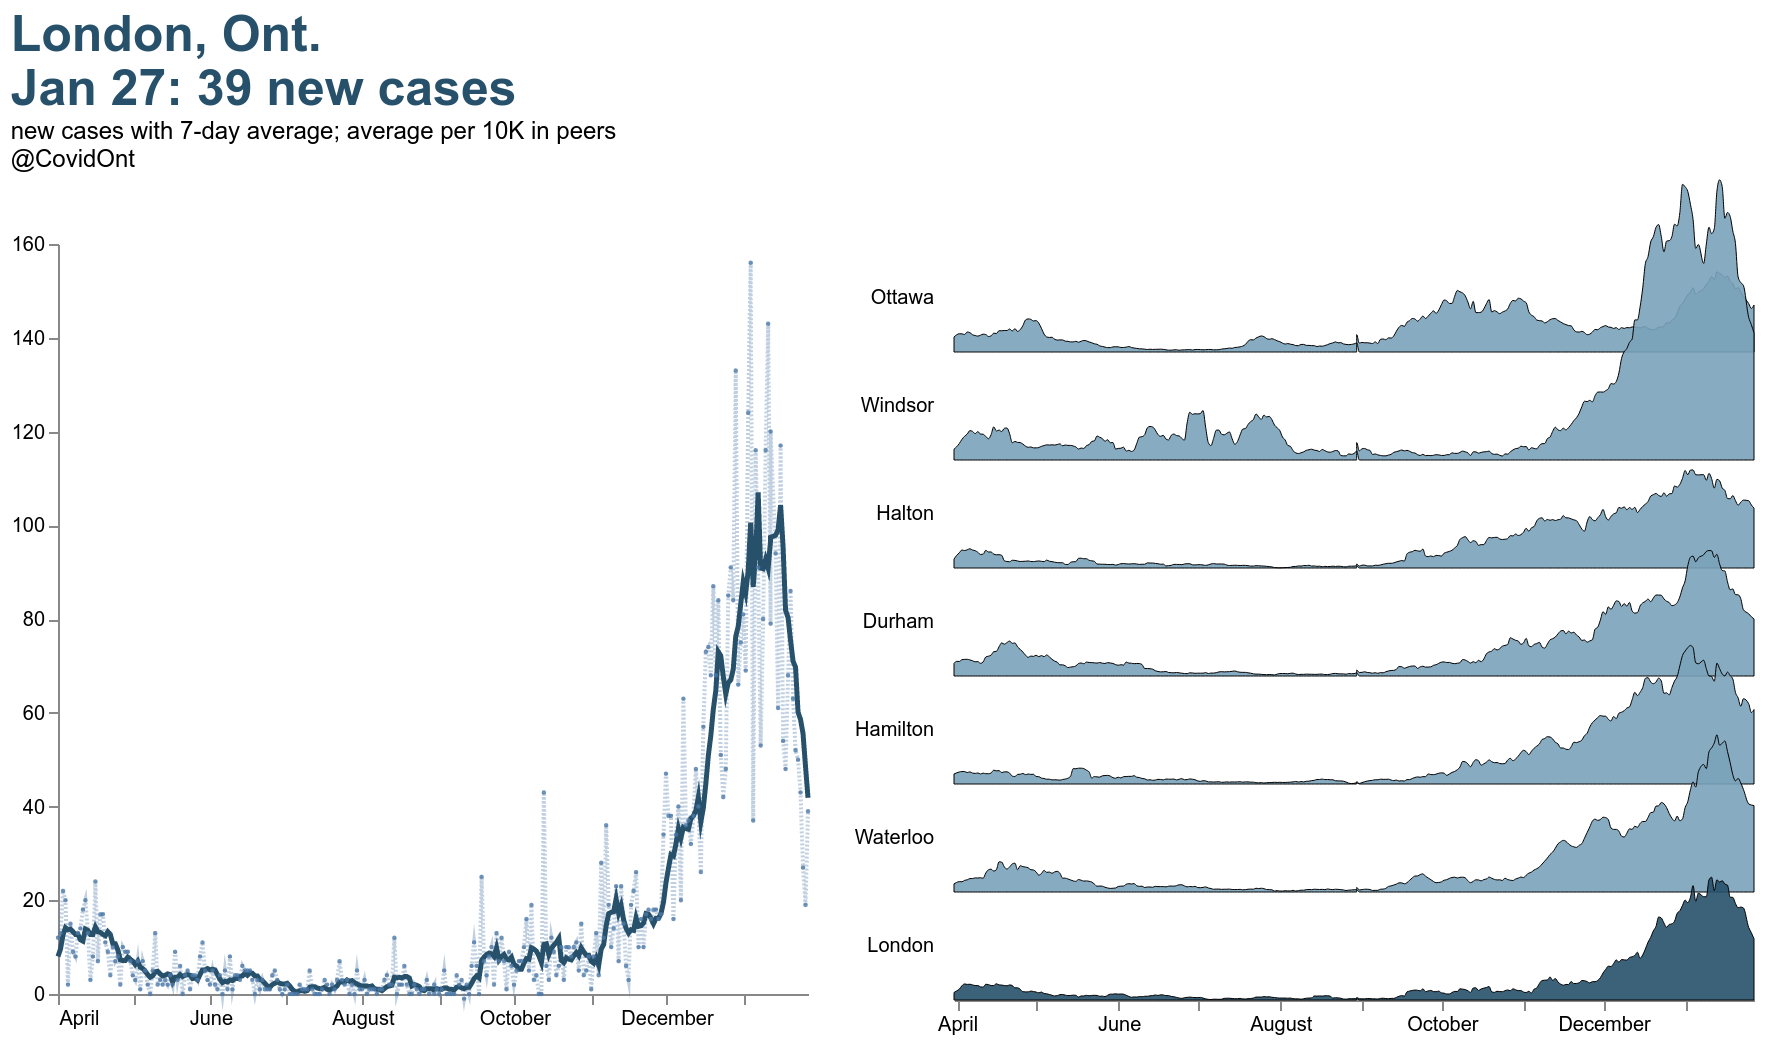 London, Ont.
Jan 27: 39 new cases
new cases with 7-day average; average per 10K in peers
@CovidOnt
160
140
120
100
80
60
40
20
0
April June August October December
Ottawa
Windsor
Halton
Durham
Hamilton
Waterloo
London
April June August October December